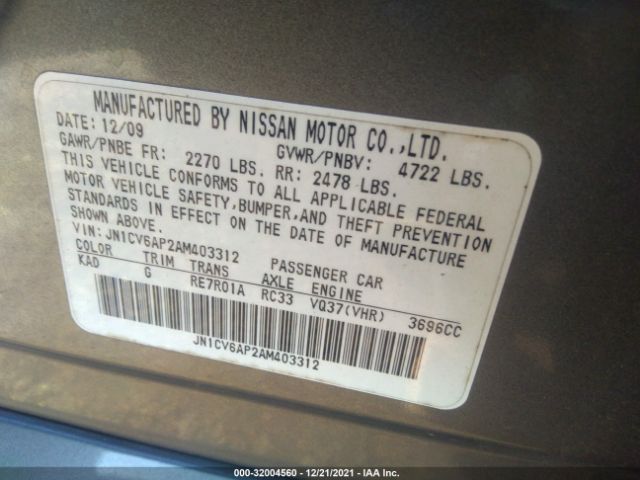 MANUFACTURED BY NISSAN MOTOR CO.,LTD.
DATE: 12/09 GVWR/PNBV: 4722 LBS.
GAWR/PNBE FR: 2270 LBS. RR: 2478 LBS.
THIS VEHICLE CONFORMS TO ALL APPLICABLE FEDERAL
MOTOR VEHICLE SAFETY,BUMPER,AND THEFT PREVENTION
STANDARDS IN EFFECT ON THE DATE OF MANUFACTURE
SHOWN ABOVE.
VIN: JN1CV6AP2AM403312 PASSENGER CAR
COLOR TRIM TRANS AXLE ENGINE
KAD G RE7R01A RC33 VQ37(VHR) 3696CC
JN1CV6AP2AM403312
000-32004560 - 12/21/2021 - IAA Inc.